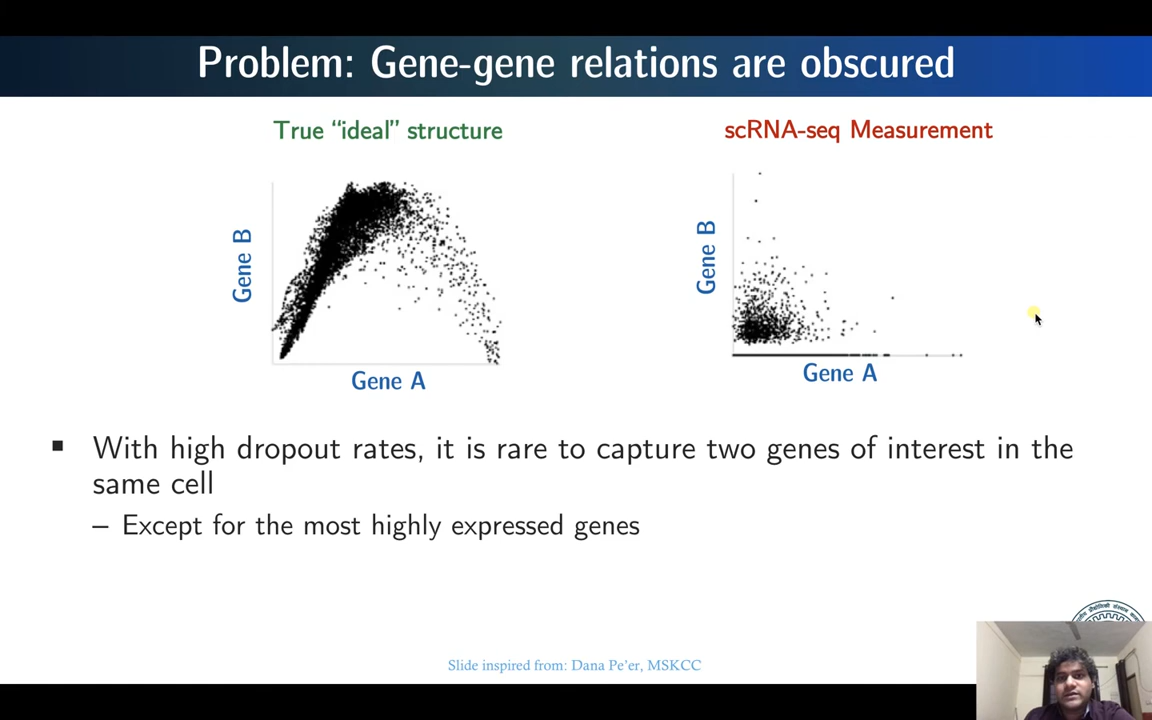 Problem: Gene-gene relations are obscured
True “ideal” structure
scRNA-seq Measurement
Gene B
Gene A
Gene B
Gene A
▪ With high dropout rates, it is rare to capture two genes of interest in the
same cell
– Except for the most highly expressed genes
Slide inspired from: Dana Pe'er, MSKCC